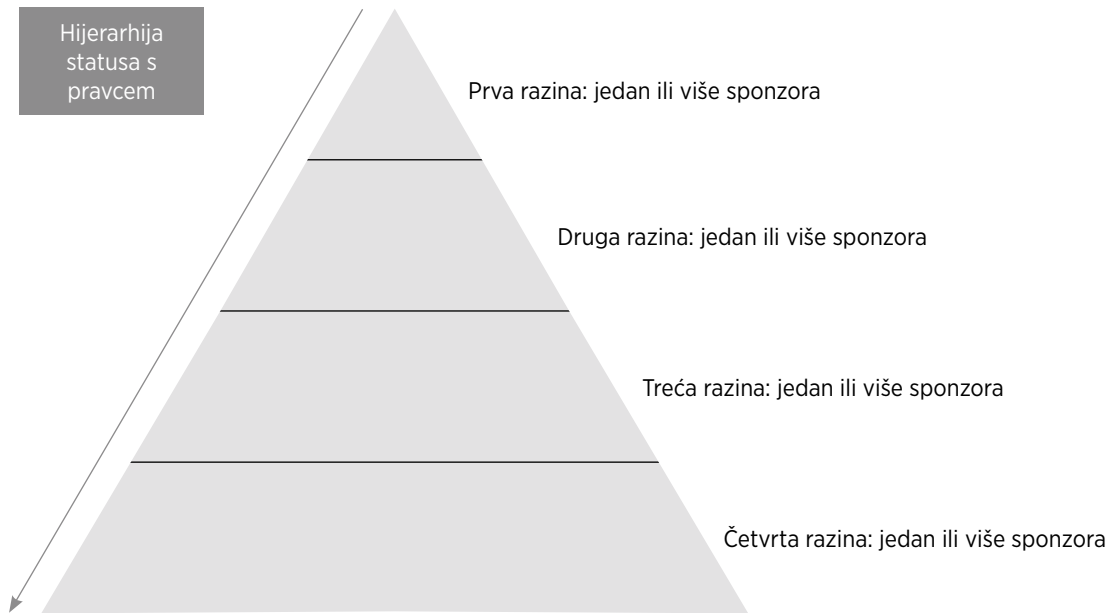 Hijerarhija
statusa s
pravcem
Prva razina: jedan ili više sponzora
Druga razina: jedan ili više sponzora
Treća razina: jedan ili više sponzora
Četvrta razina: jedan ili više sponzora